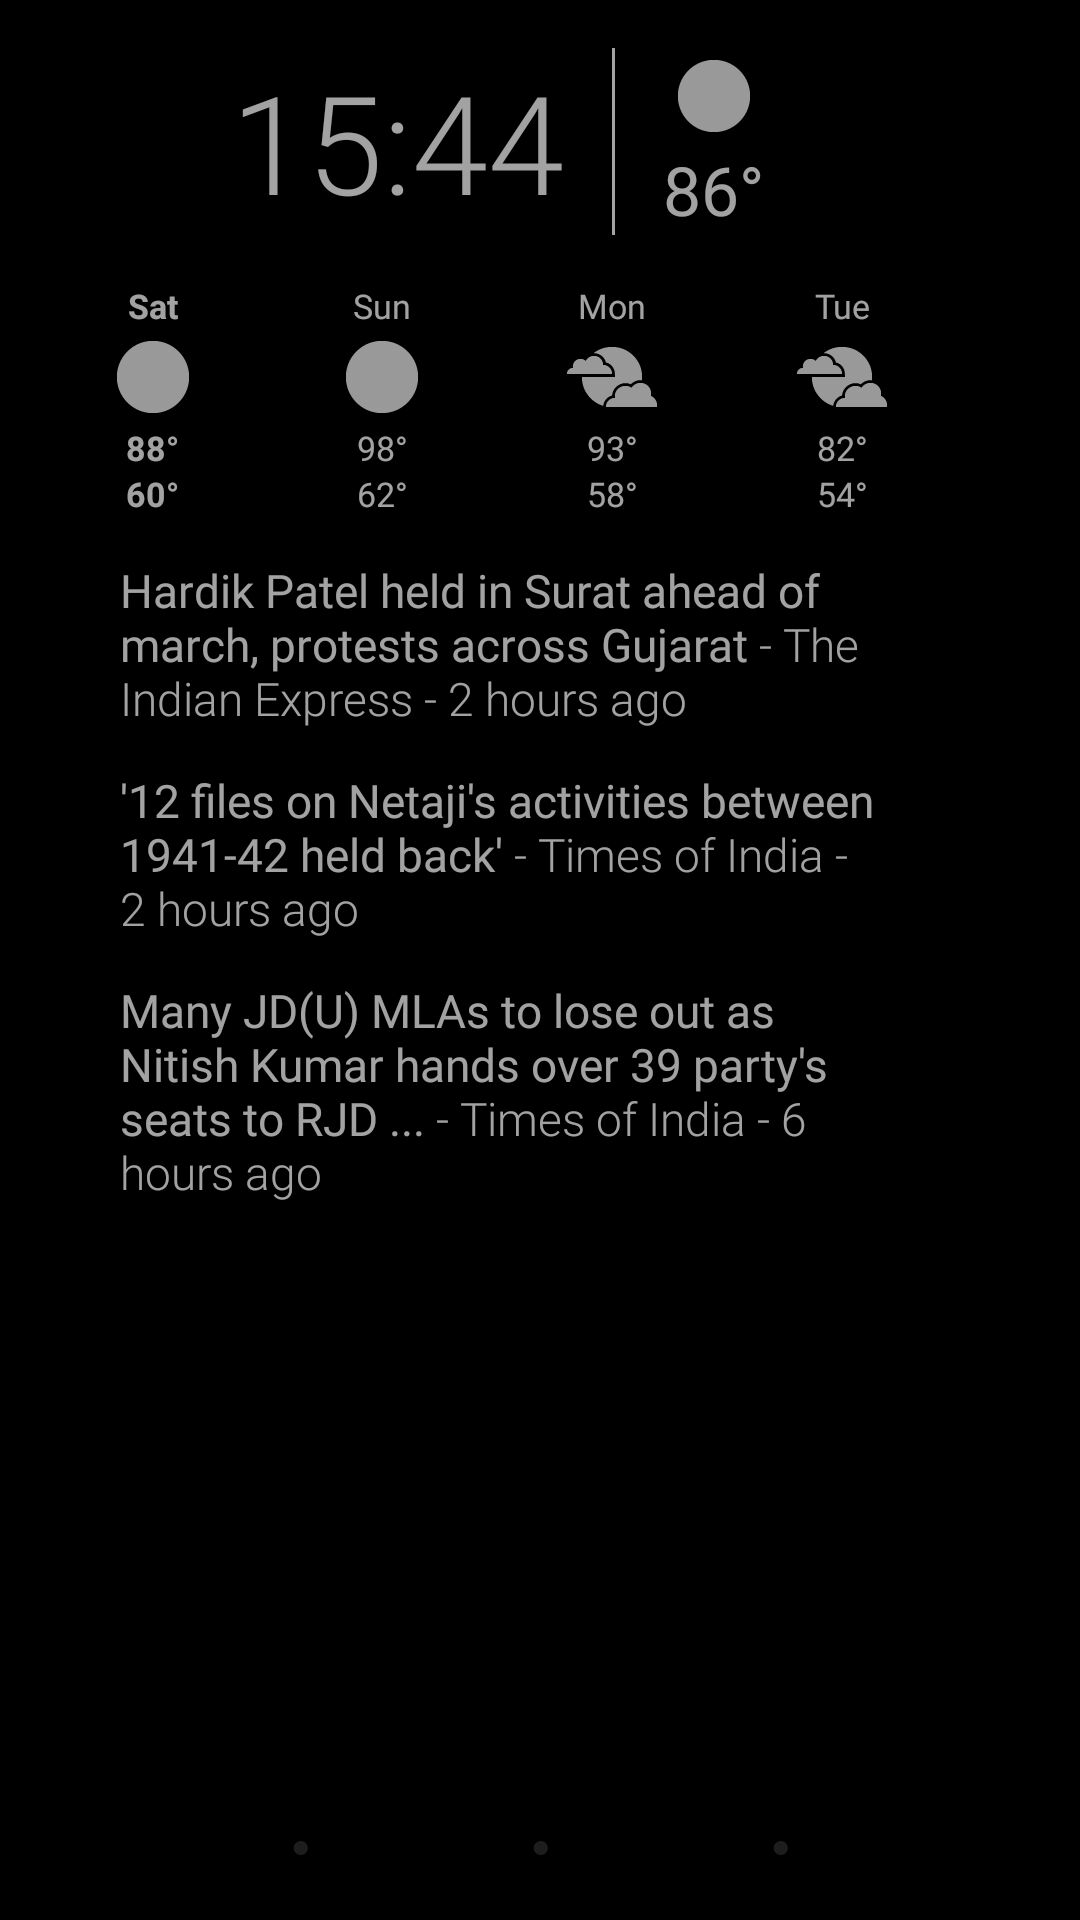 15:44
86°
Sat Sun Mon Tue
88° 98° 93° 82°
60° 62° 58° 54°
Hardik Patel held in Surat ahead of
march, protests across Gujarat - The
Indian Express - 2 hours ago
'12 files on Netaji's activities between
1941-42 held back' - Times of India -
2 hours ago
Many JD(U) MLAs to lose out as
Nitish Kumar hands over 39 party's
seats to RJD ... - Times of India - 6
hours ago